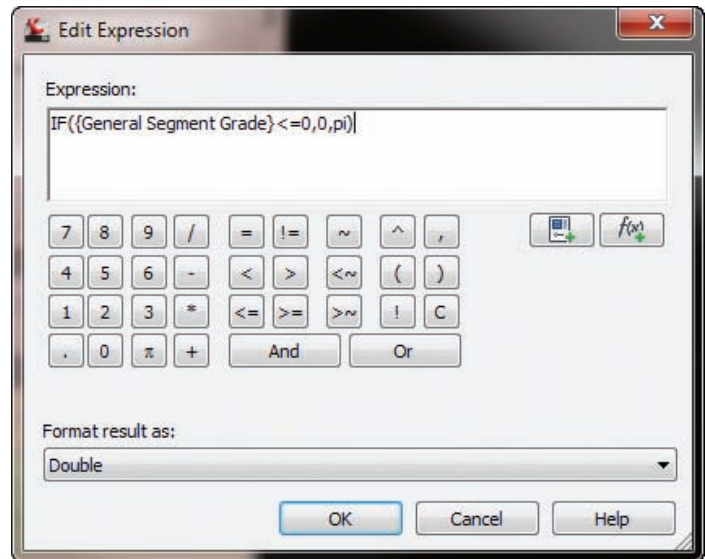 Edit Expression
Expression:
IF({General Segment Grade}<=0,0,pi)
7 8 9 / = != ~ ^ , f(x)
4 5 6 - < > <~ ( )
1 2 3 * <= >= >~ ! C
. 0 π + And Or
Format result as:
Double
OK Cancel Help